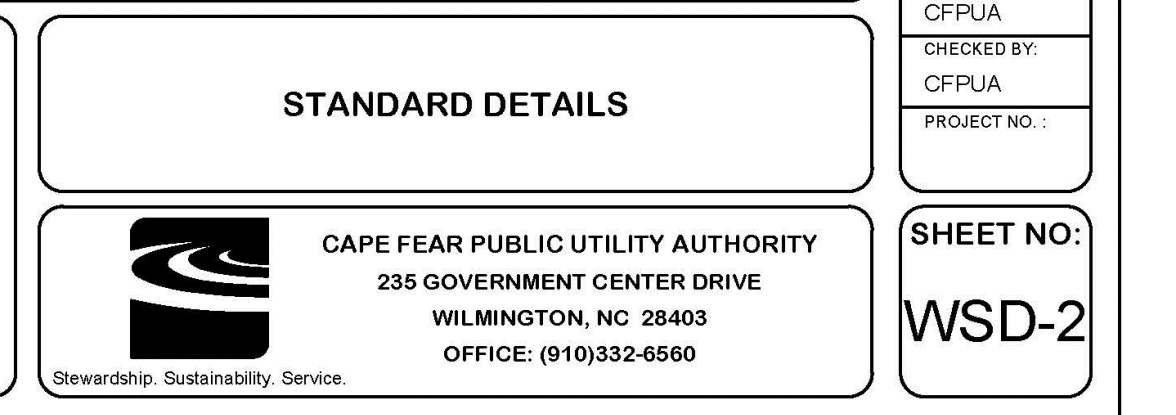 CFPUA
CHECKED BY:
CFPUA
PROJECT NO. :
STANDARD DETAILS
CAPE FEAR PUBLIC UTILITY AUTHORITY
235 GOVERNMENT CENTER DRIVE
WILMINGTON, NC  28403
OFFICE: (910)332-6560
Stewardship. Sustainability. Service.
SHEET NO:
WSD-2